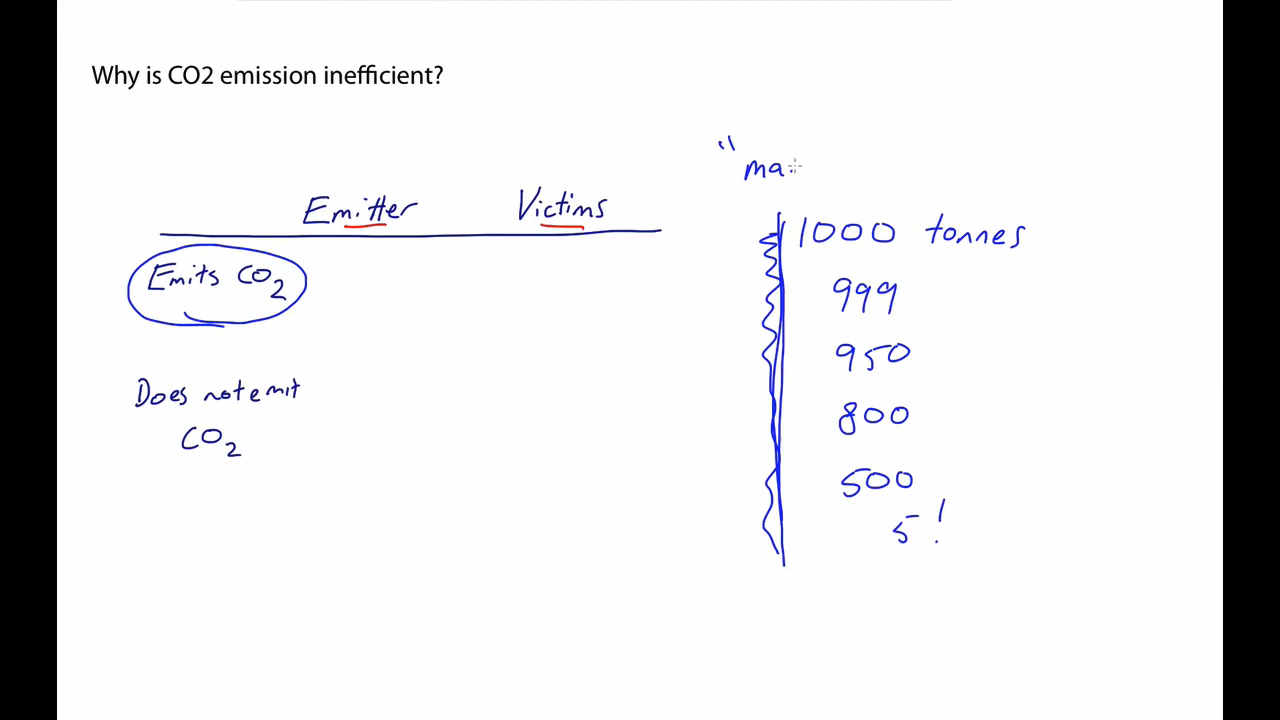 Why is CO2 emission inefficient?
Emitter Victims
Emits CO2
Does not emit
CO2
"ma
1000 tonnes
999
950
800
500
5!